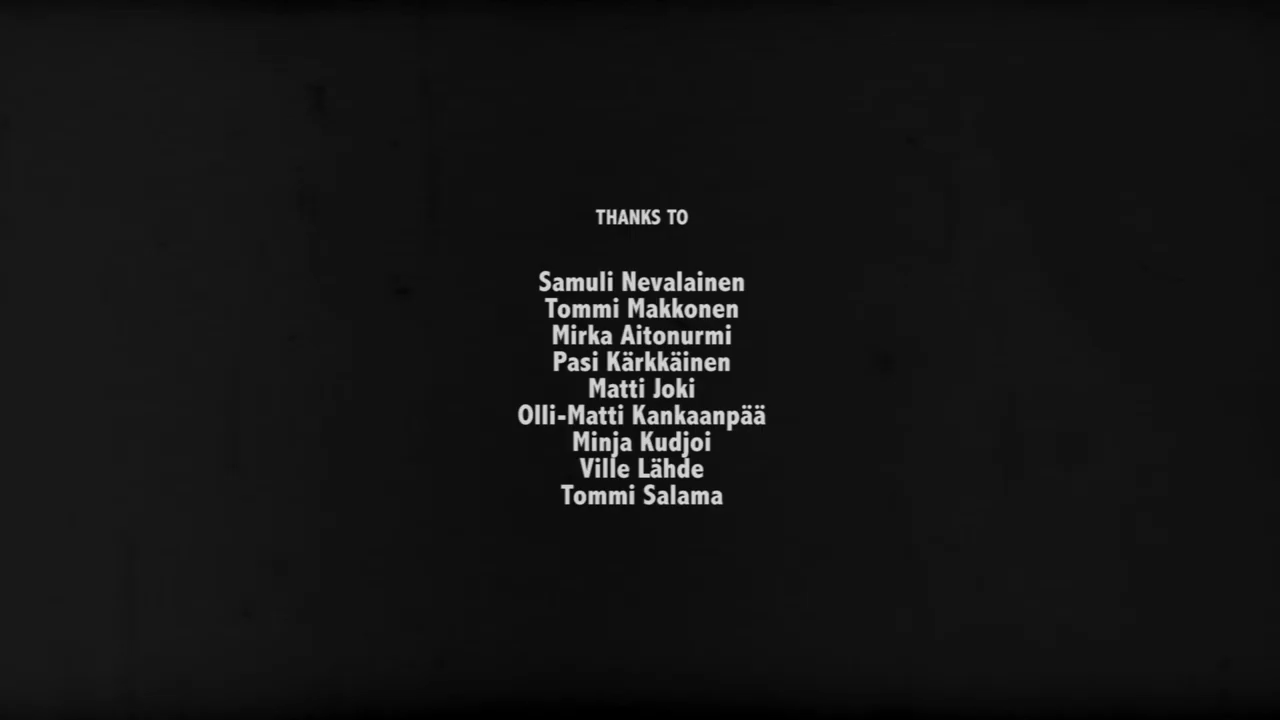 THANKS TO
Samuli Nevalainen
Tommi Makkonen
Mirka Aitonurmi
Pasi Kärkkäinen
Matti Joki
Olli-Matti Kankaanpää
Minja Kudjoi
Ville Lähde
Tommi Salama